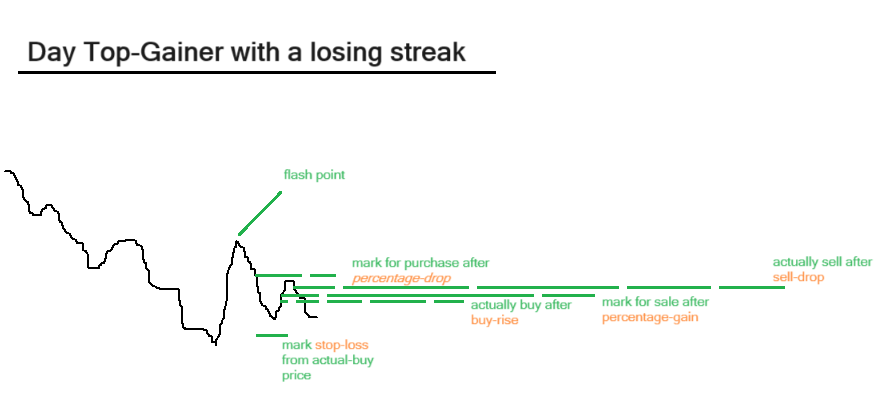 Day Top-Gainer with a losing streak
flash point
mark for purchase after
percentage-drop
actually sell after
sell-drop
actually buy after
buy-rise
mark for sale after
percentage-gain
mark stop-loss
from actual-buy
price